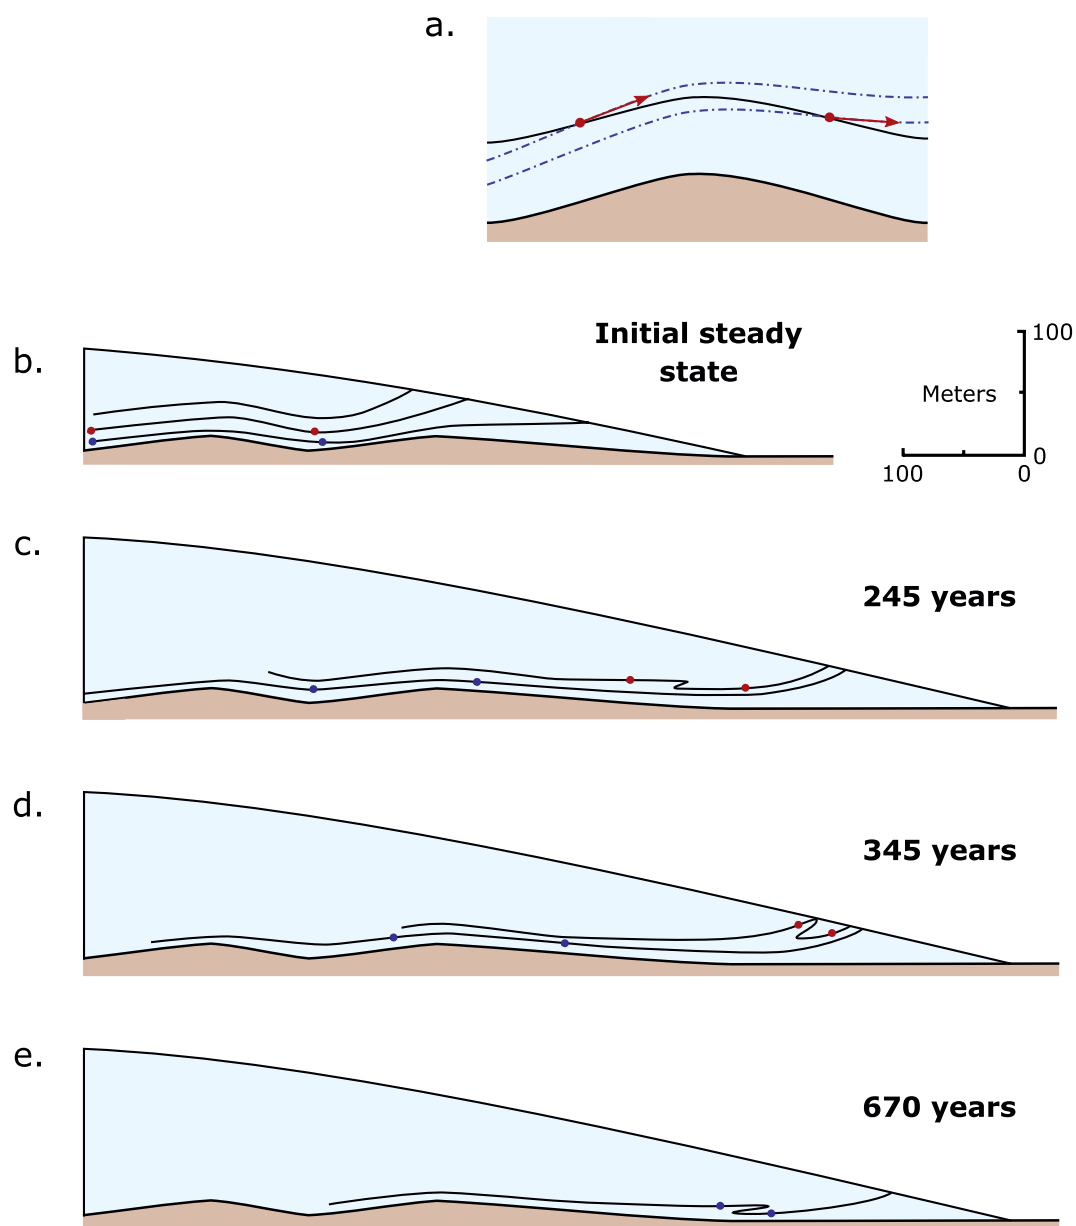 a.
b.
Initial steady
state
100
Meters
0
100
0
c.
245 years
d.
345 years
e.
670 years